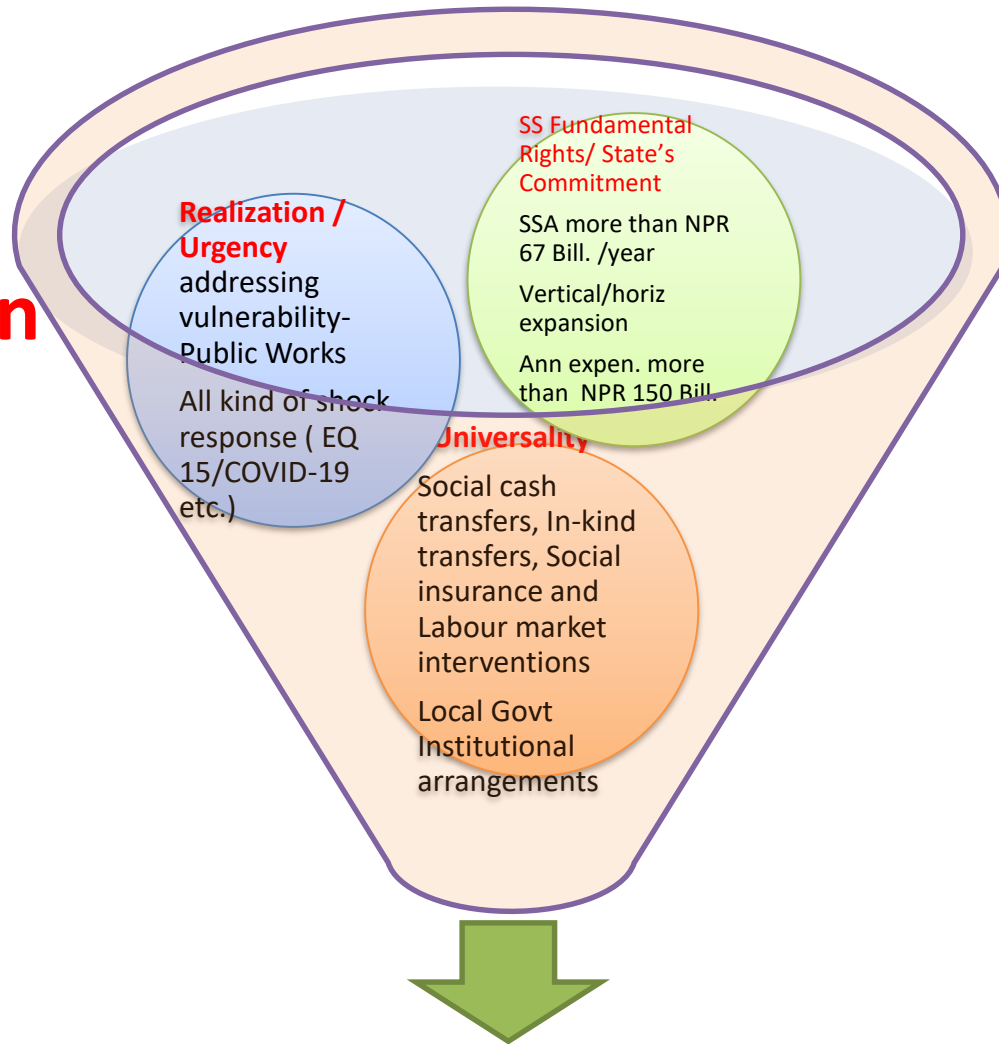 SS Fundamental
Rights/ State's
Commitment
SSA more than NPR
67 Bill. /year
Vertical/horiz
expansion
Ann expen. more
than NPR 150 Bill.
Realization /
Urgency
addressing
vulnerability-
Public Works
All kind of shock
response ( EQ
15/COVID-19
etc.)
n
Universality
Social cash
transfers, In-kind
transfers, Social
insurance and
Labour market
interventions
Local Govt
Institutional
arrangements